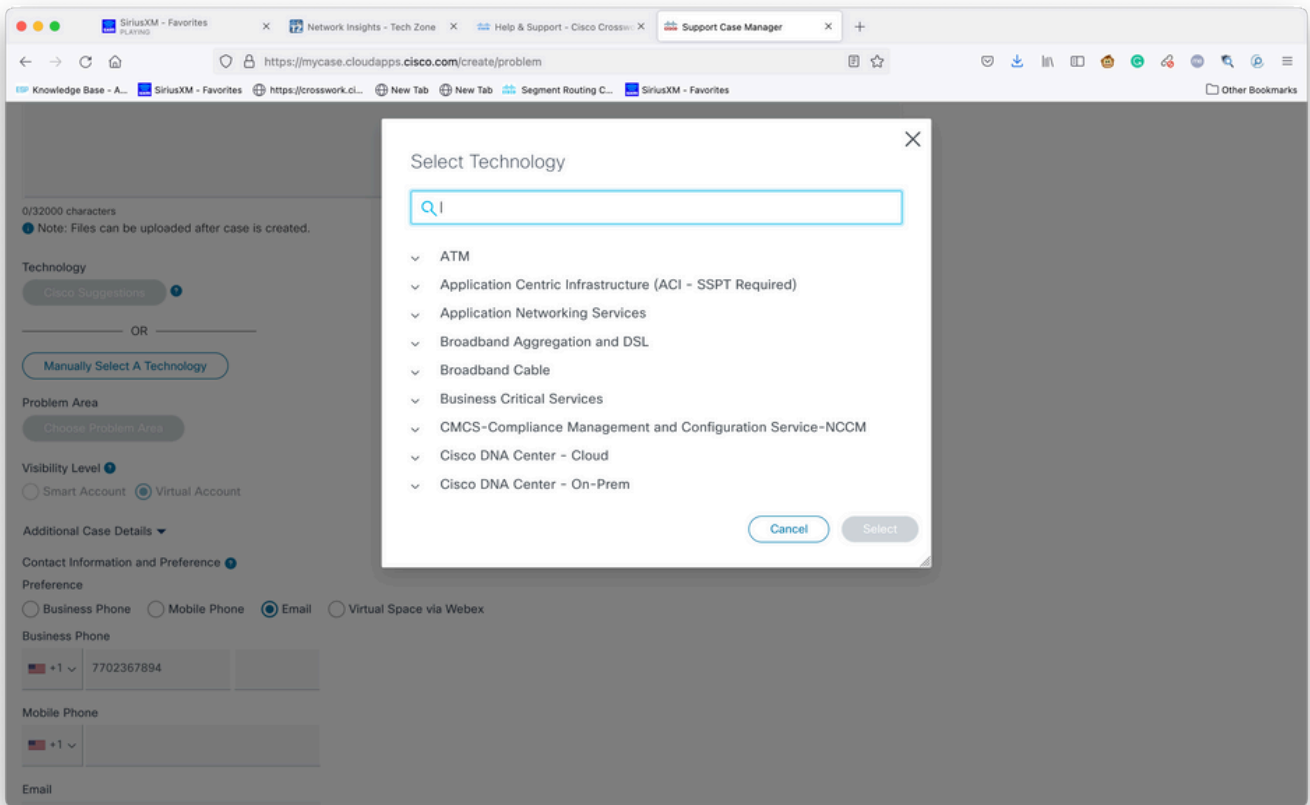 SiriusXM - Favorites
PLAYING
Network Insights - Tech Zone
Help & Support - Cisco Crossw
Support Case Manager
https://mycase.cloudapps.cisco.com/create/problem
Knowledge Base - A...
SiriusXM - Favorites
https://crosswork.ci...
New Tab
New Tab
Segment Routing C...
SiriusXM - Favorites
Other Bookmarks
Select Technology
ATM
Application Centric Infrastructure (ACI - SSPT Required)
Application Networking Services
Broadband Aggregation and DSL
Broadband Cable
Business Critical Services
CMCS-Compliance Management and Configuration Service-NCCM
Cisco DNA Center - Cloud
Cisco DNA Center - On-Prem
Cancel
Select
0/32000 characters
Note: Files can be uploaded after case is created.
Technology
Cisco Suggestions
OR
Manually Select A Technology
Problem Area
Choose Problem Area
Visibility Level
Smart Account Virtual Account
Additional Case Details
Contact Information and Preference
Preference
Business Phone Mobile Phone Email Virtual Space via Webex
Business Phone
+1 7702367894
Mobile Phone
+1
Email